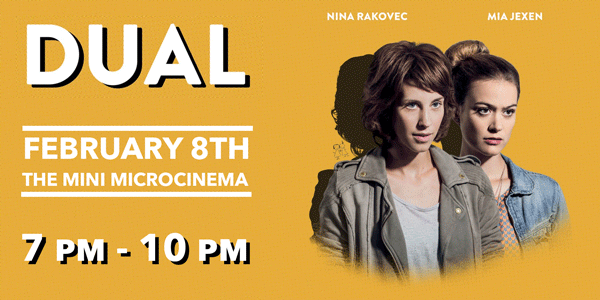 DUAL
FEBRUARY 8TH
THE MINI MICROCINEMA
7 PM - 10 PM
NINA RAKOVEC
MIA JEXEN